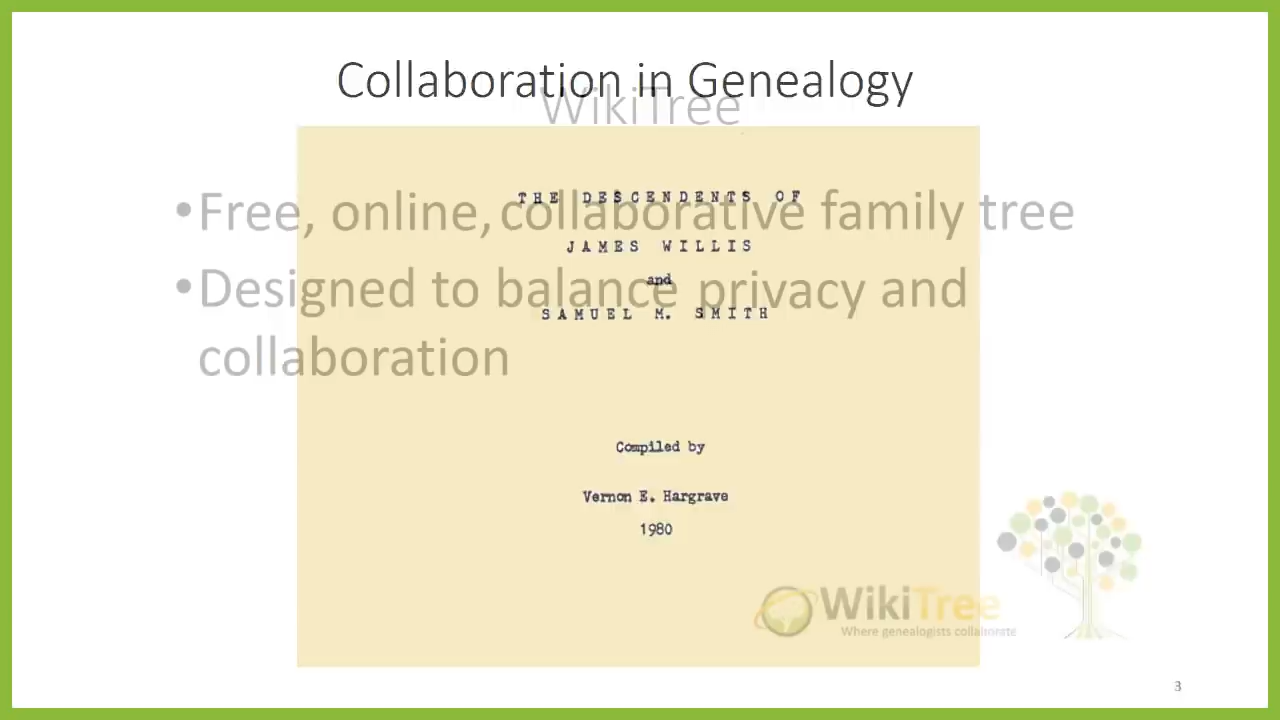 Collaboration in Genealogy
WikiTree
•Free, online, collaborative family tree
•Designed to balance privacy and
collaboration
THE DESCENDENTS OF
JAMES WILLIS
and
SAMUEL M. SMITH
Compiled by
Vernon E. Hargrave
1980
WikiTree
Where genealogists collaborate
3